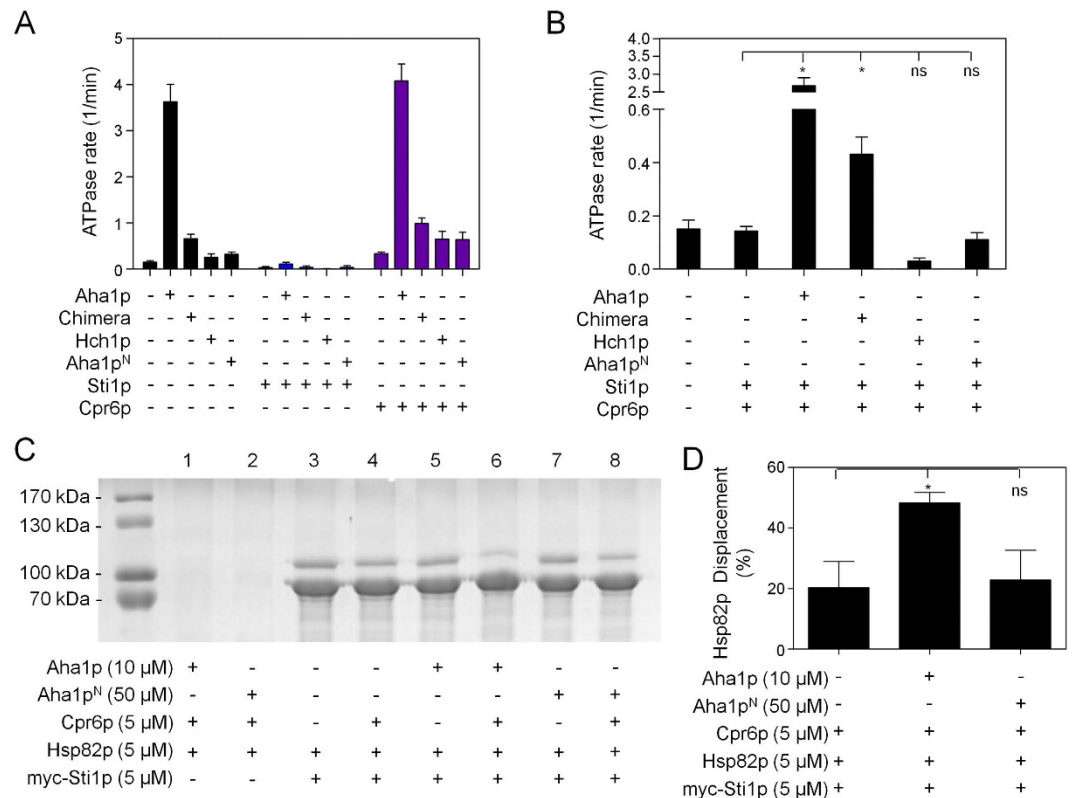 A
B
5
4
3
2
1
0
ATPase rate (1/min)
Aha1p - + - - - - + - - - - + - - -
Chimera - - + - - - - + - - - - + - -
Hch1p - - - + - - - - + - - - - + -
Aha1pᴺ - - - - + - - - - + - - - - +
Sti1p - - - - - + + + + + - - - - -
Cpr6p - - - - - - - - - - + + + + +
4.0
3.5
3.0
2.5
0.6
0.4
0.2
0.0
ATPase rate (1/min)
* * ns ns
Aha1p - - + - - -
Chimera - - - + - -
Hch1p - - - - + -
Aha1pᴺ - - - - - +
Sti1p - + + + + +
Cpr6p - + + + + +
C
1 2 3 4 5 6 7 8
170 kDa -
130 kDa -
100 kDa -
70 kDa -
Aha1p (10 µM) + - - - + + - -
Aha1pᴺ (50 µM) - + - - - - + +
Cpr6p (5 µM) + + - + - + - +
Hsp82p (5 µM) + + + + + + + +
myc-Sti1p (5 µM) - - + + + + + +
D
60
40
20
0
Hsp82p Displacement
(%)
* ns
Aha1p (10 µM) - + -
Aha1pᴺ (50 µM) - - +
Cpr6p (5 µM) + + +
Hsp82p (5 µM) + + +
myc-Sti1p (5 µM) + + +